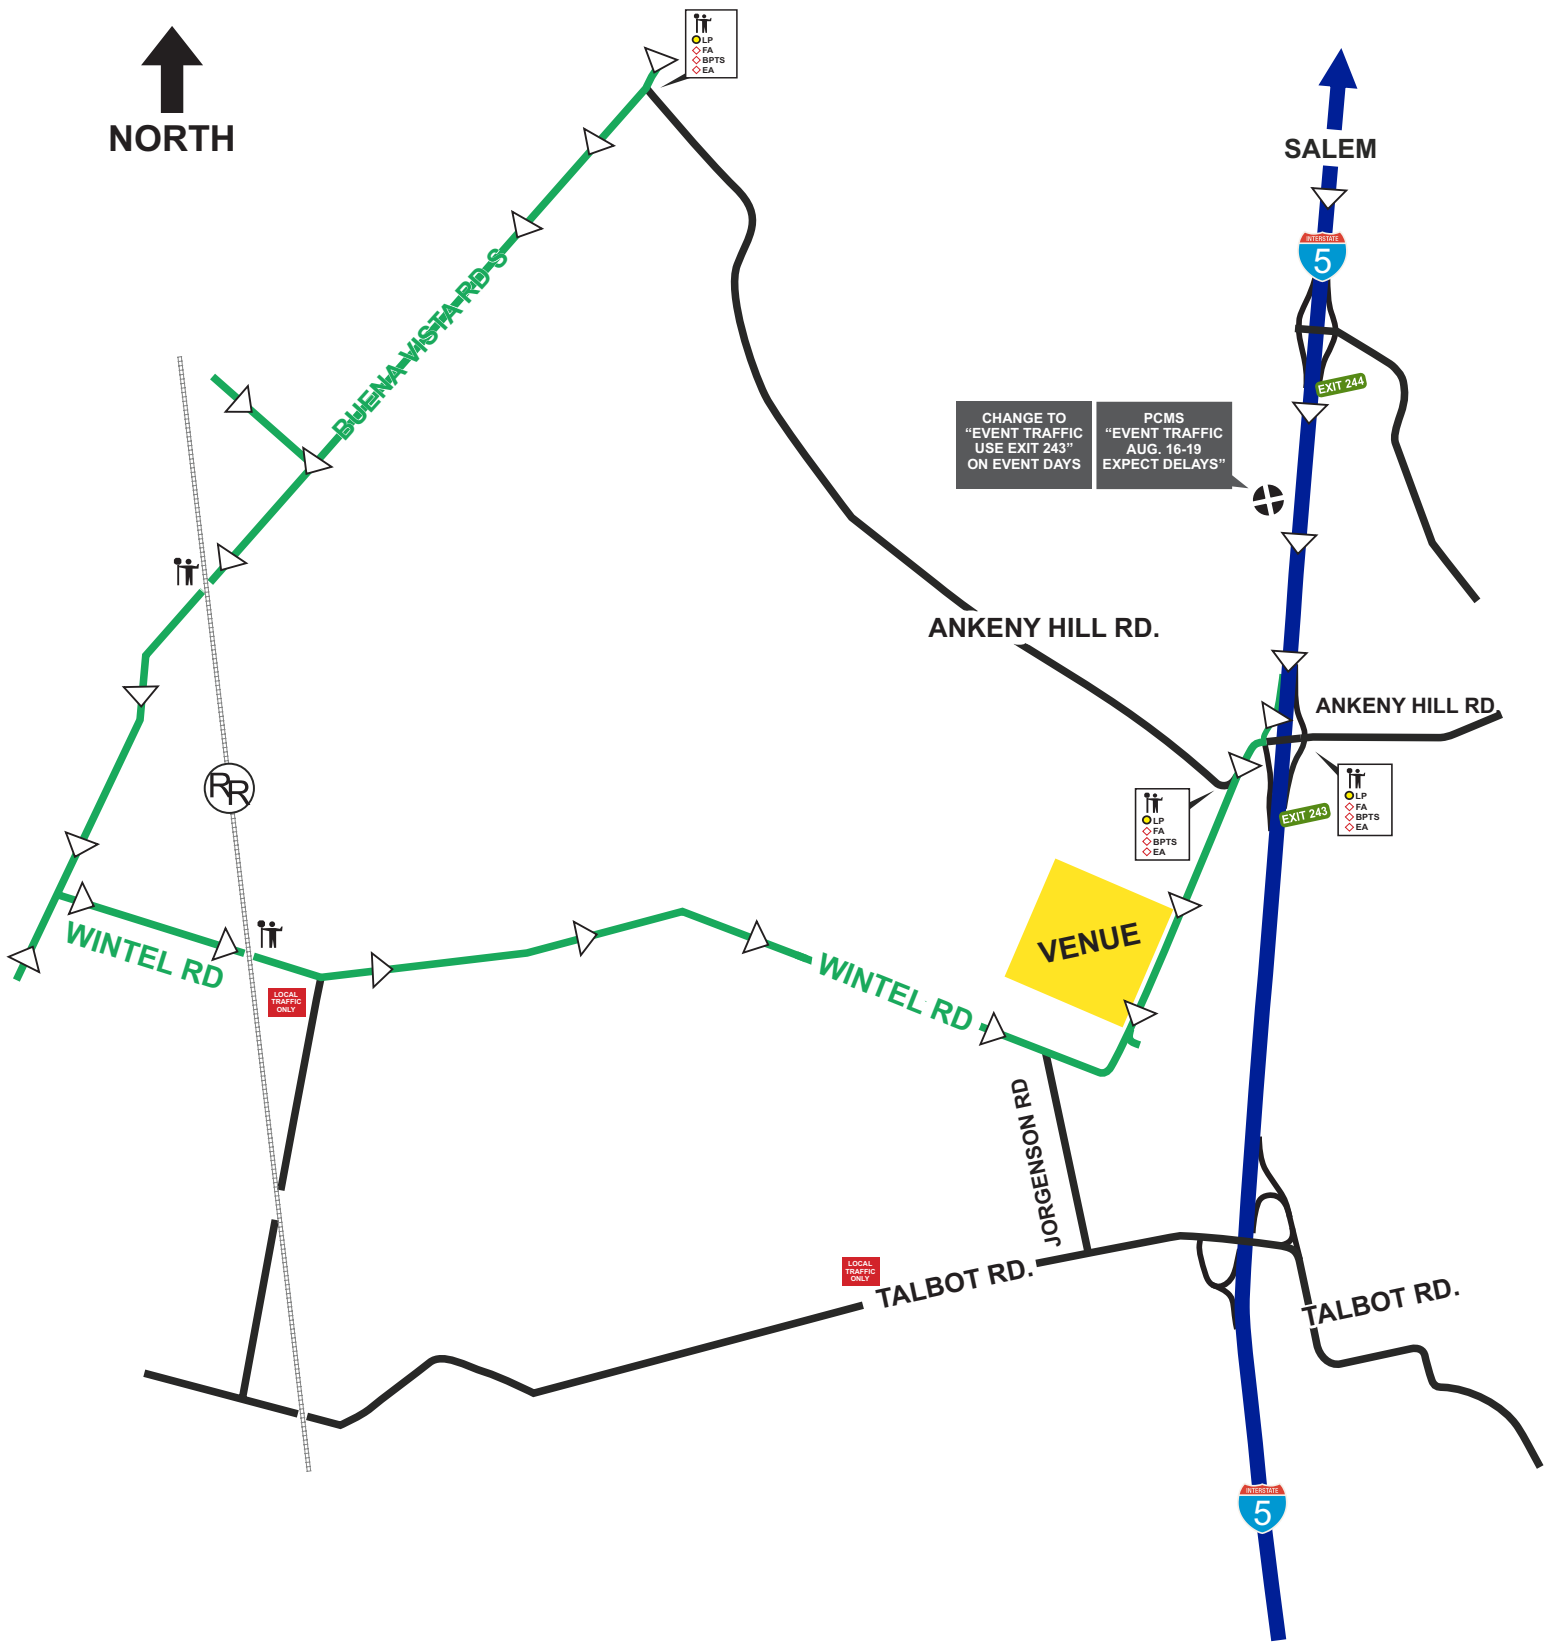 NORTH
LP
FA
BPTS
EA
SALEM
INTERSTATE
5
BUENA VISTA RD S
EXIT 244
CHANGE TO
“EVENT TRAFFIC
USE EXIT 243”
ON EVENT DAYS
PCMS
“EVENT TRAFFIC
AUG. 16-19
EXPECT DELAYS”
ANKENY HILL RD.
ANKENY HILL RD.
RR
LP
FA
BPTS
EA
EXIT 243
LP
FA
BPTS
EA
VENUE
WINTEL RD
WINTEL RD
LOCAL
TRAFFIC
ONLY
JORGENSON RD
LOCAL
TRAFFIC
ONLY
TALBOT RD.
TALBOT RD.
INTERSTATE
5